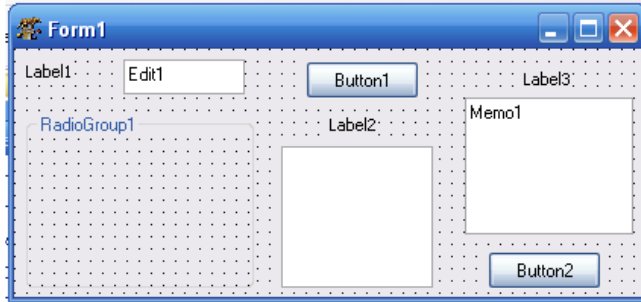 Form1
Label1
Edit1
Button1
Label3
RadioGroup1
Label2
Memo1
Button2